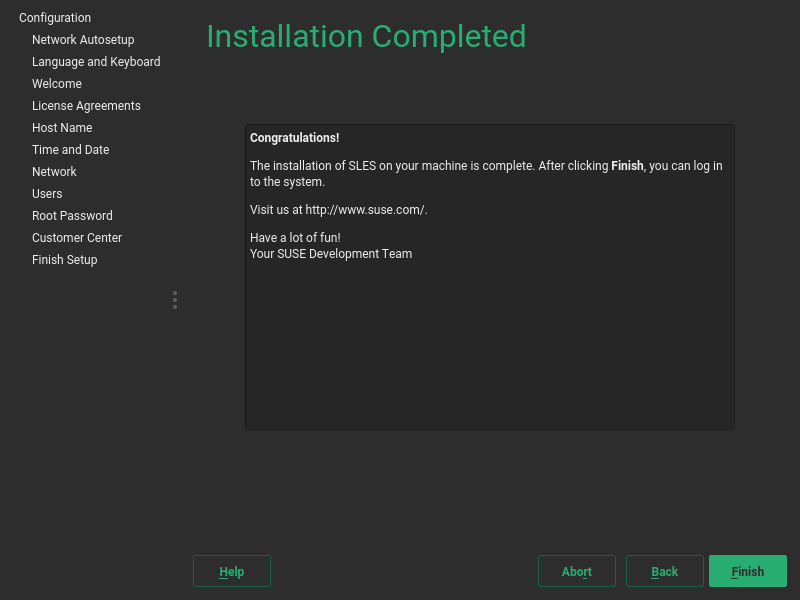 Configuration
Network Autosetup
Language and Keyboard
Welcome
License Agreements
Host Name
Time and Date
Network
Users
Root Password
Customer Center
Finish Setup
Installation Completed
Congratulations!
The installation of SLES on your machine is complete. After clicking Finish, you can log in
to the system.
Visit us at http://www.suse.com/.
Have a lot of fun!
Your SUSE Development Team
Help
Abort
Back
Finish